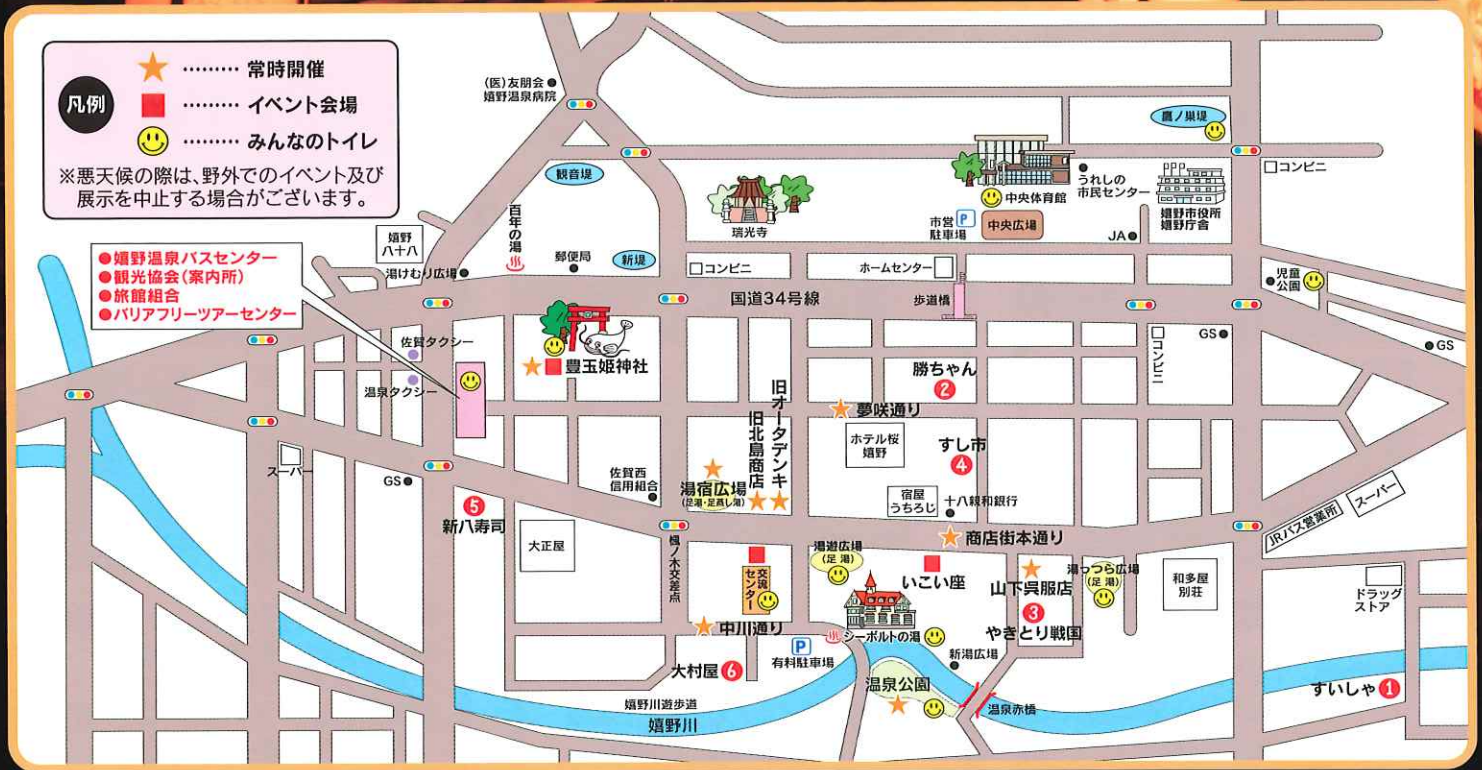 凡例
★ ……… 常時開催
■ ……… イベント会場
……… みんなのトイレ
※悪天候の際は、野外でのイベント及び
展示を中止する場合がございます。
●嬉野温泉バスセンター
●観光協会(案内所)
●旅館組合
●バリアフリーツアーセンター
(医)友朋会
嬉野温泉病院
観音堤
鷹ノ巣堤
コンビニ
うれしの
市民センター
中央体育館
嬉野市役所
嬉野庁舎
瑞光寺
市営
駐車場
P
中央広場
JA
嬉野
八十八
百年の湯
湯けむり広場
郵便局
新堤
コンビニ
ホームセンター
国道34号線
歩道橋
児童
公園
GS
GS
コンビニ
佐賀タクシー
温泉タクシー
豊玉姫神社
勝ちゃん
2
夢咲通り
旧オータデンキ
旧北島商店
ホテル桜
嬉野
すし市
4
スーパー
GS
佐賀西
信用組合
湯宿広場
(足湯・足蒸し湯)
宿屋
うちろじ
十八親和銀行
5
新八寿司
大正屋
楓ノ木交差点
商店街本通り
JRバス営業所
スーパー
交流
センター
湯遊広場
(足湯)
いこい座
山下呉服店
湯っつら広場
(足湯)
和多屋
別荘
ドラッグ
ストア
3
やきとり戦国
中川通り
P
有料駐車場
シーボルトの湯
新湯広場
大村屋 6
温泉公園
すいしゃ 1
嬉野川遊歩道
嬉野川
温泉赤橋